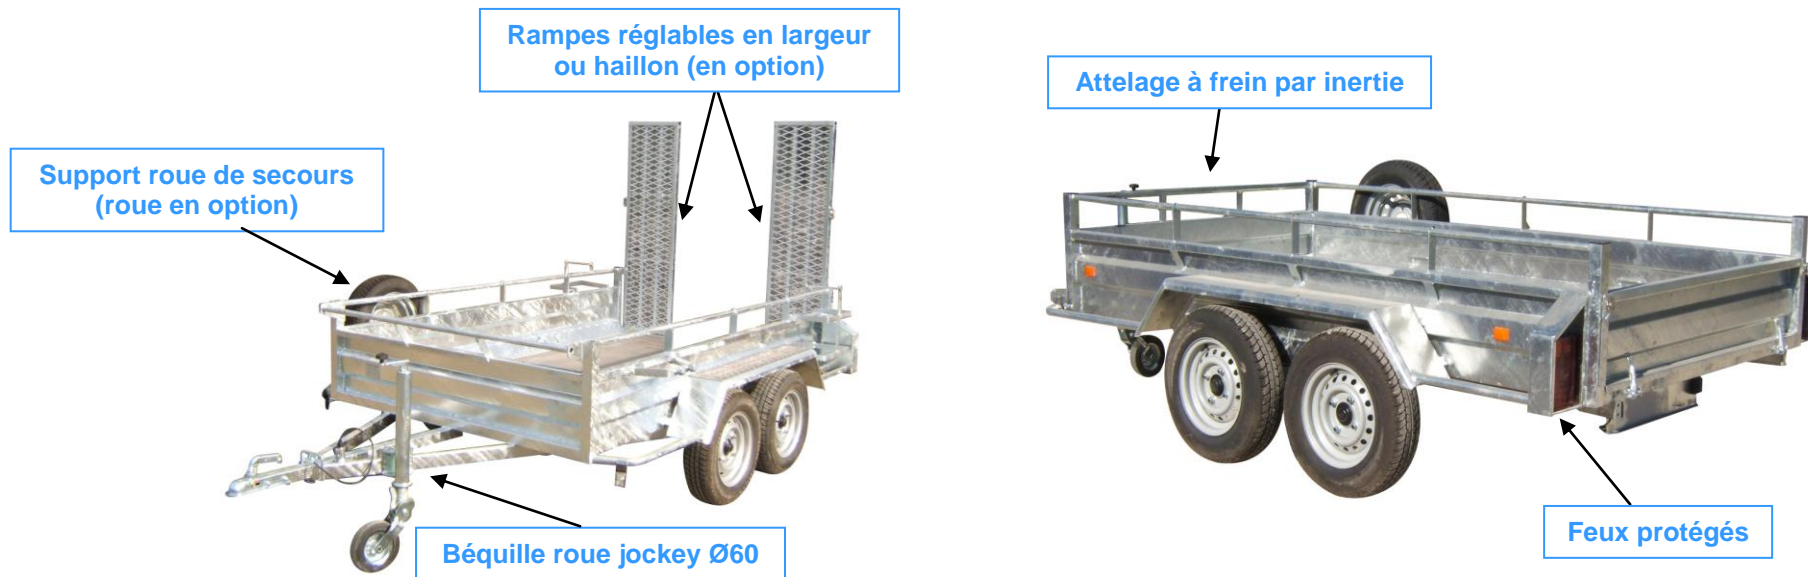 Rampes réglables en largeur
ou haillon (en option)
Support roue de secours
(roue en option)
Béquille roue jockey Ø60
Attelage à frein par inertie
Feux protégés